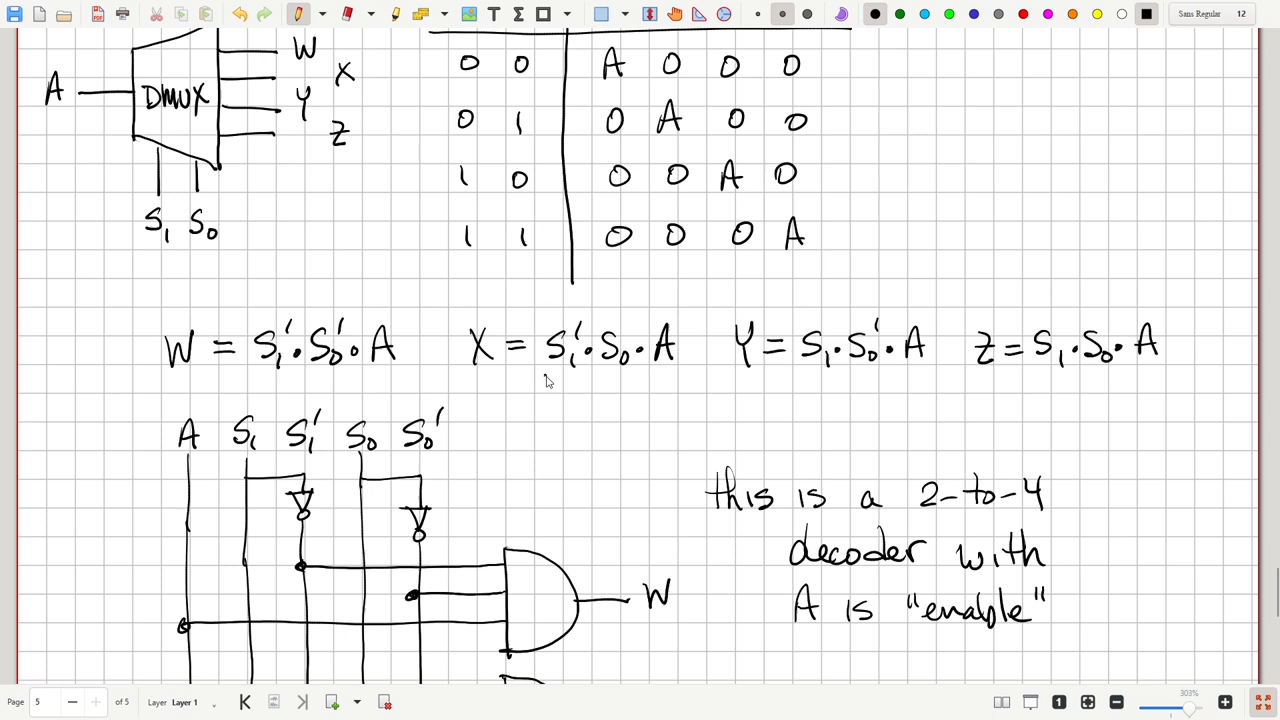 Sans Regular 12
W
X
A DMUX Y
Z
S₁ S₀
0 0 A 0 0 0
0 1 0 A 0 0
1 0 0 0 A 0
1 1 0 0 0 A
W = S₁'·S₀'·A X = S₁'·S₀·A Y = S₁·S₀'·A Z = S₁·S₀·A
A S₁ S₁' S₀ S₀'
this is a 2-to-4
decoder with
A is "enable"
W
Page 5 of 5 Layer Layer 1 303%